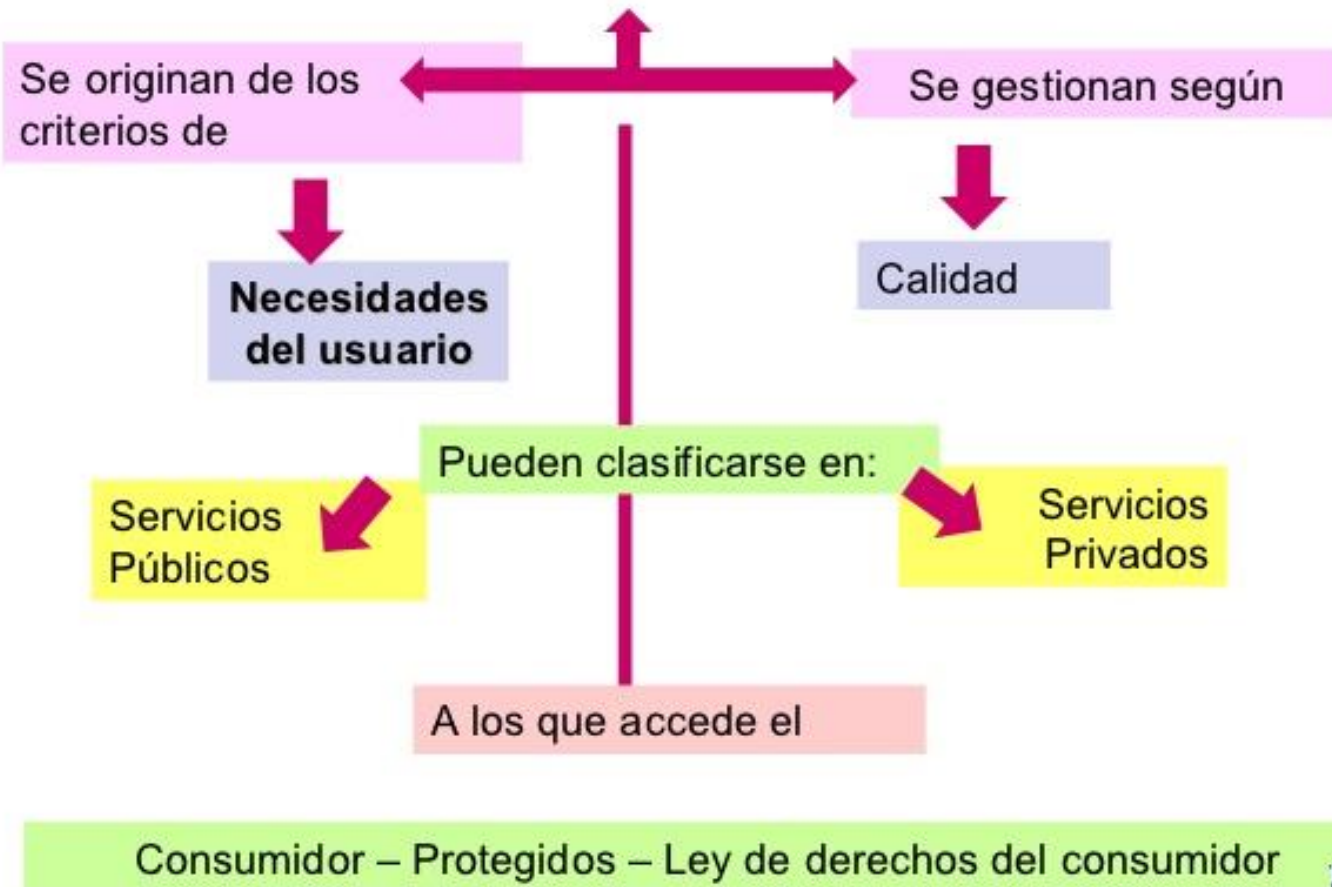 Se originan de los
criterios de
Se gestionan según
Necesidades
del usuario
Calidad
Pueden clasificarse en:
Servicios
Públicos
Servicios
Privados
A los que accede el
Consumidor – Protegidos – Ley de derechos del consumidor